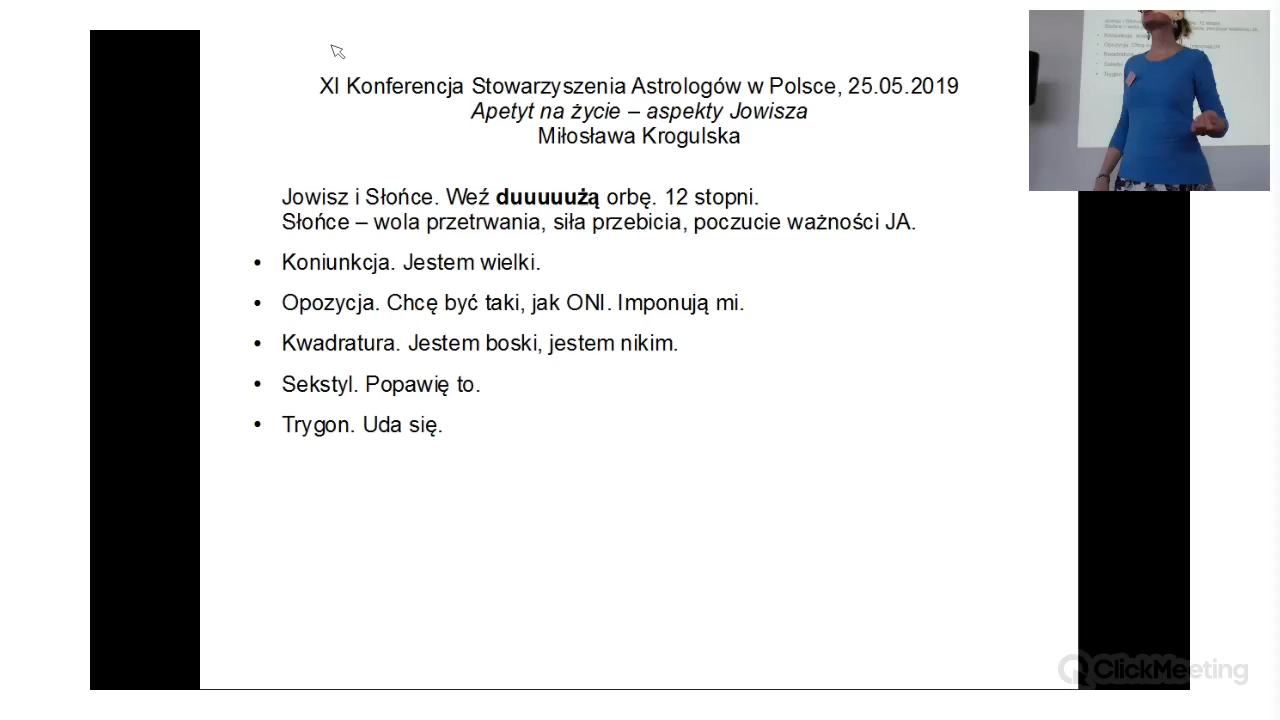 XI Konferencja Stowarzyszenia Astrologów w Polsce, 25.05.2019
Apetyt na życie – aspekty Jowisza
Miłosława Krogulska
Jowisz i Słońce. Weź duuuuużą orbę. 12 stopni.
Słońce – wola przetrwania, siła przebicia, poczucie ważności JA.
• Koniunkcja. Jestem wielki.
• Opozycja. Chcę być taki, jak ONI. Imponują mi.
• Kwadratura. Jestem boski, jestem nikim.
• Sekstyl. Popawię to.
• Trygon. Uda się.
ClickMeeting